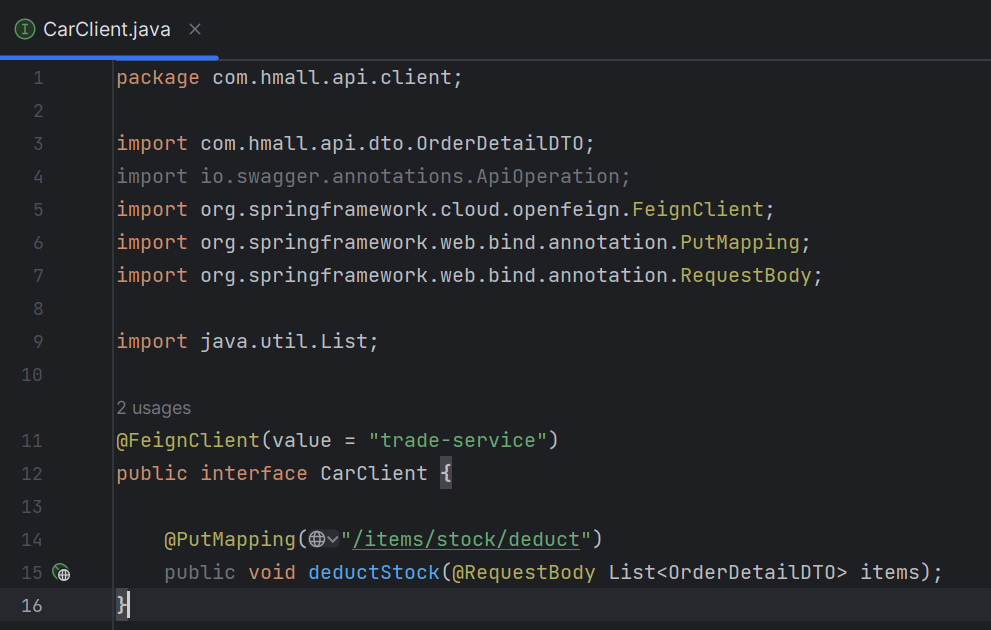 CarClient.java
1 package com.hmall.api.client;
2
3 import com.hmall.api.dto.OrderDetailDTO;
4 import io.swagger.annotations.ApiOperation;
5 import org.springframework.cloud.openfeign.FeignClient;
6 import org.springframework.web.bind.annotation.PutMapping;
7 import org.springframework.web.bind.annotation.RequestBody;
8
9 import java.util.List;
10
2 usages
11 @FeignClient(value = "trade-service")
12 public interface CarClient {
13
14     @PutMapping("/items/stock/deduct")
15     public void deductStock(@RequestBody List<OrderDetailDTO> items);
16 }